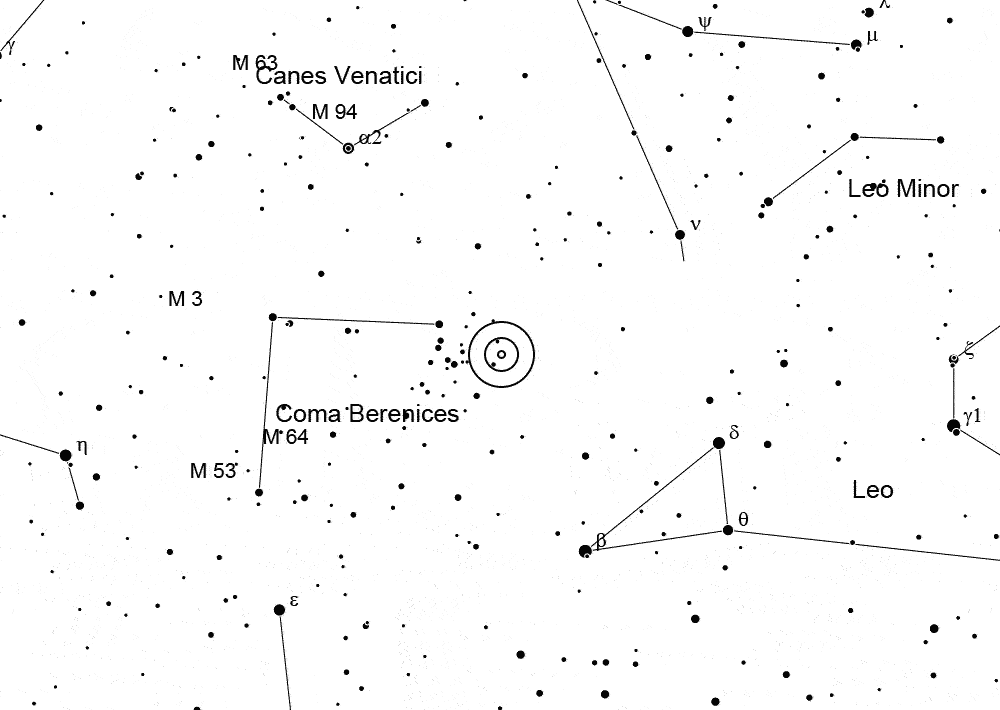 λ
ψ
μ
γ
M 63
Canes Venatici
M 94
α2
Leo Minor
ν
M 3
ζ
Coma Berenices
γ1
M 64
η
δ
M 53
Leo
θ
β
ε